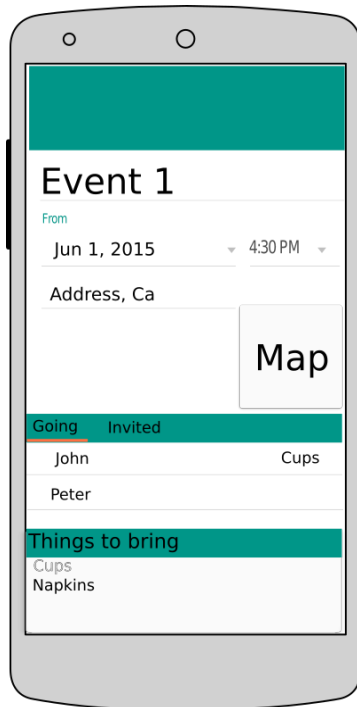 Event 1
From
Jun 1, 2015 4:30 PM
Address, Ca
Map
Going Invited
John Cups
Peter
Things to bring
Cups
Napkins